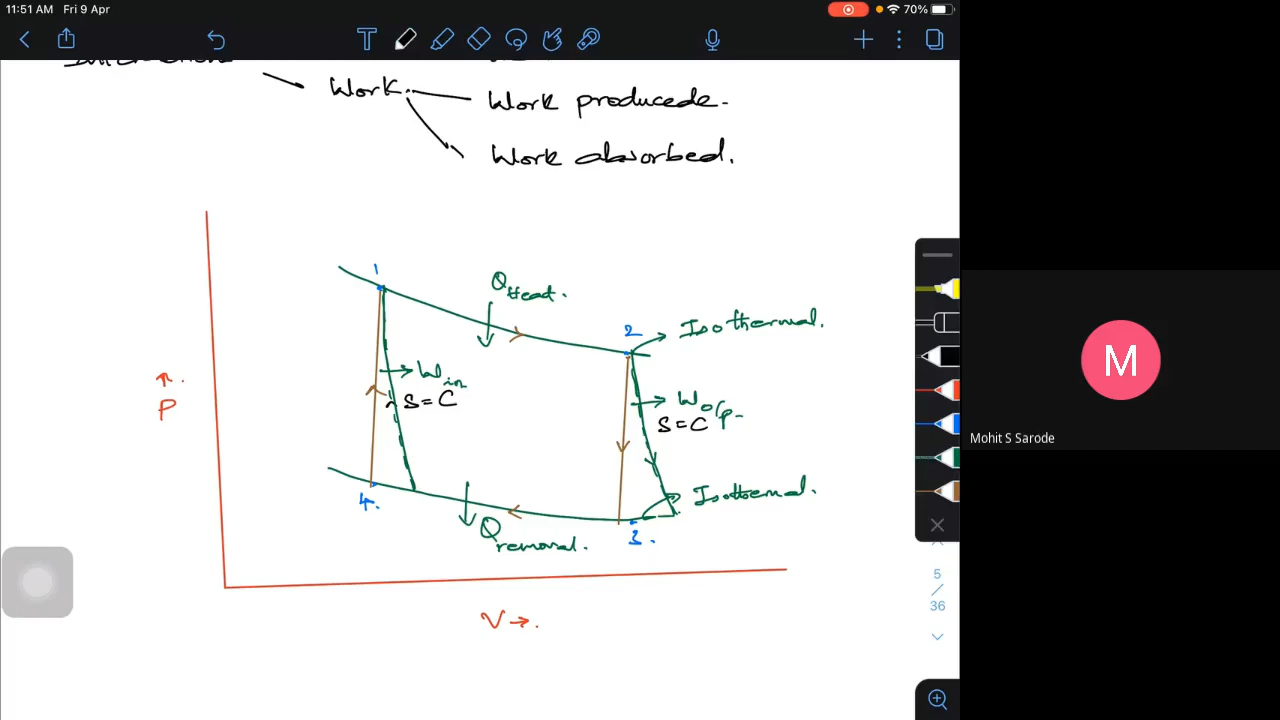 11:51 AM Fri 9 Apr
70%
Work.
Work producede.
Work absorbed.
1
Q Heat.
2
Isothermal.
W in
S = C
W o/p
S = C
P
4.
Isothermal.
Q removal.
3.
V →.
5
/
36
M
Mohit S Sarode